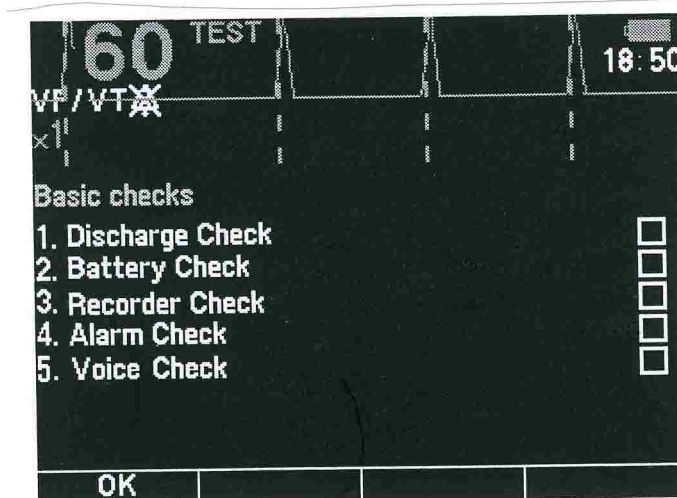 60 TEST
18:50
VF/VT
×1
Basic checks
1. Discharge Check
2. Battery Check
3. Recorder Check
4. Alarm Check
5. Voice Check
OK